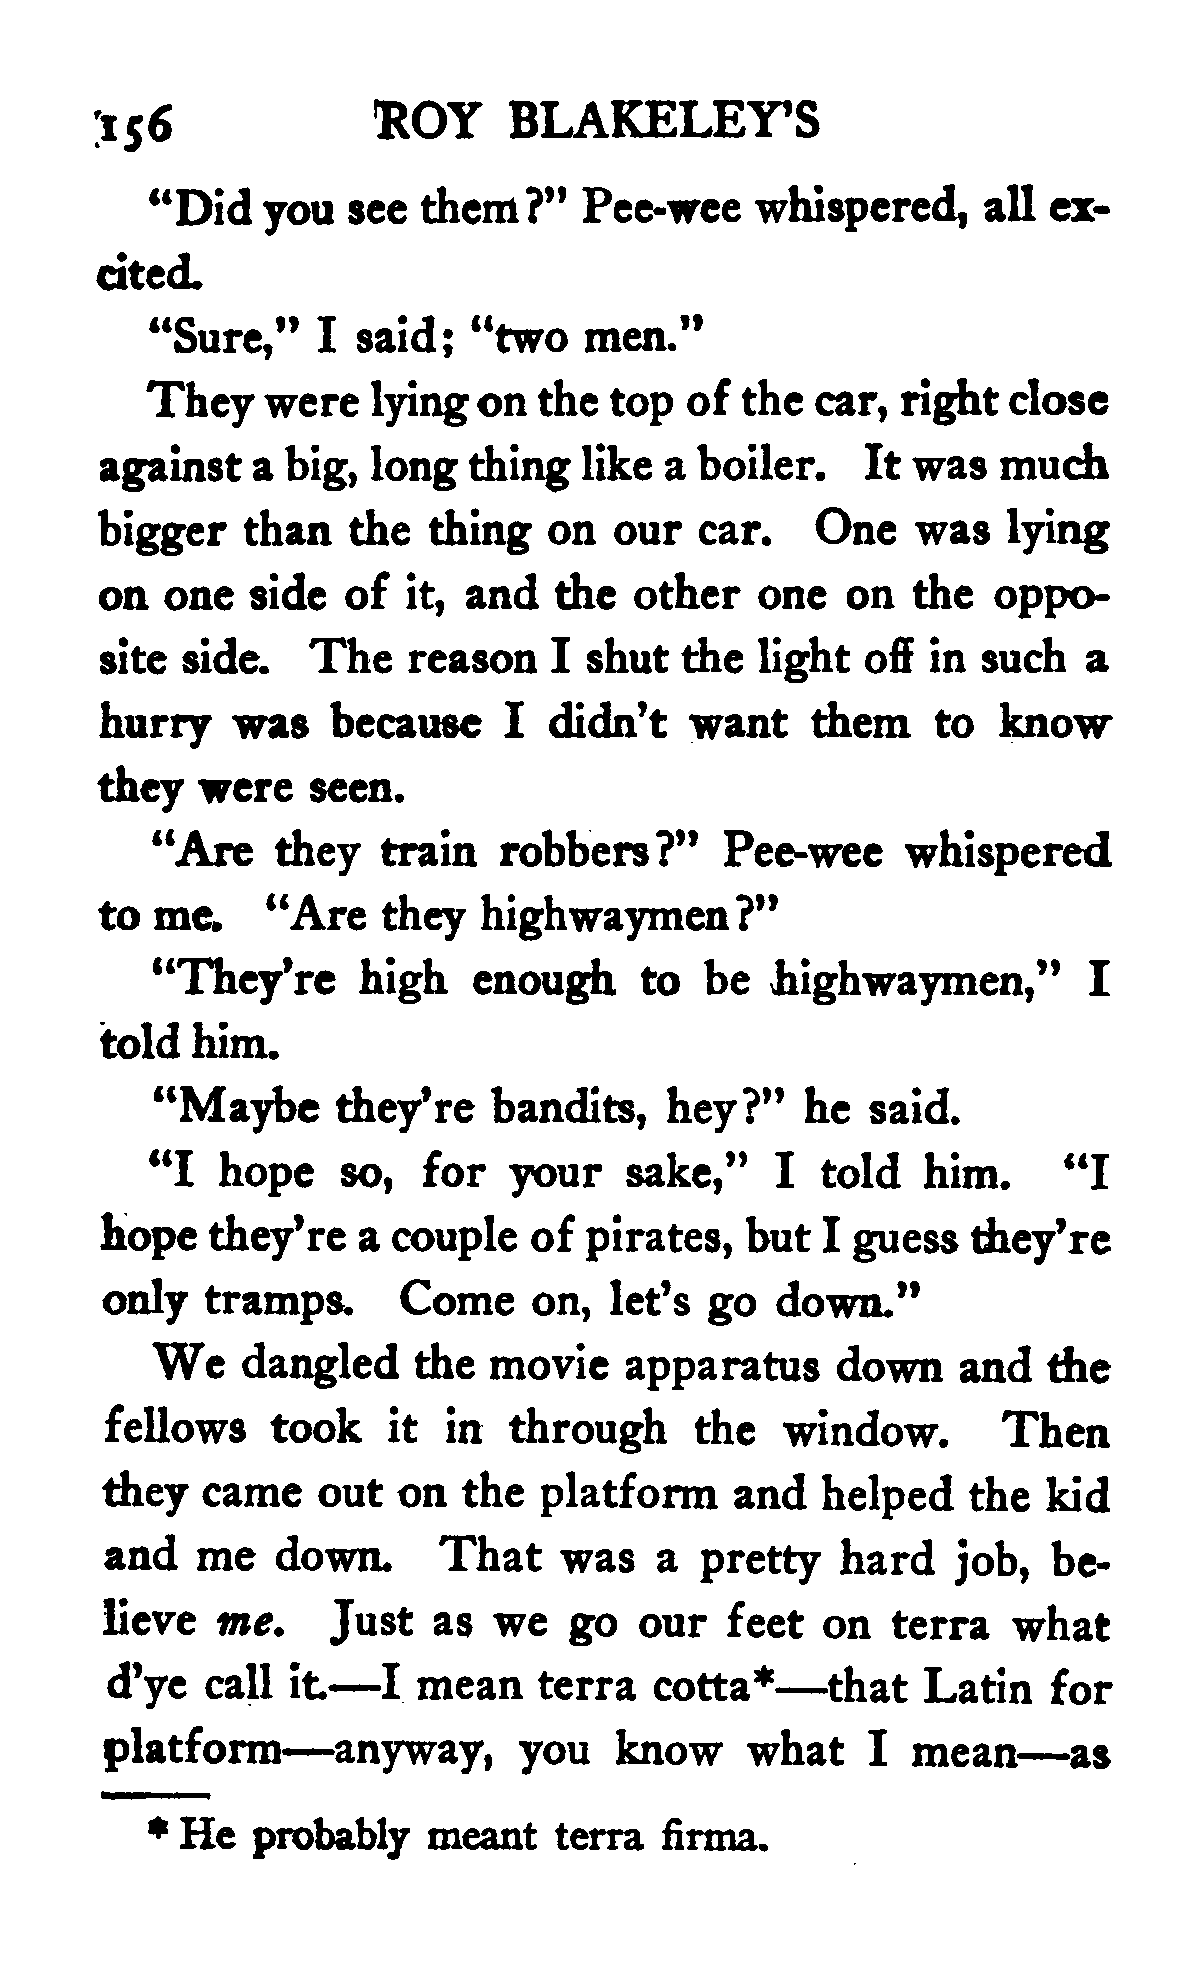 156 ROY BLAKELEY'S
"Did you see them?" Pee-wee whispered, all ex-
cited.
"Sure," I said; "two men."
They were lying on the top of the car, right close
against a big, long thing like a boiler. It was much
bigger than the thing on our car. One was lying
on one side of it, and the other one on the oppo-
site side. The reason I shut the light off in such a
hurry was because I didn't want them to know
they were seen.
"Are they train robbers?" Pee-wee whispered
to me. "Are they highwaymen?"
"They're high enough to be highwaymen," I
told him.
"Maybe they're bandits, hey?" he said.
"I hope so, for your sake," I told him. "I
hope they're a couple of pirates, but I guess they're
only tramps. Come on, let's go down."
We dangled the movie apparatus down and the
fellows took it in through the window. Then
they came out on the platform and helped the kid
and me down. That was a pretty hard job, be-
lieve me. Just as we go our feet on terra what
d'ye call it.—I mean terra cotta*—that Latin for
platform—anyway, you know what I mean—as
* He probably meant terra firma.